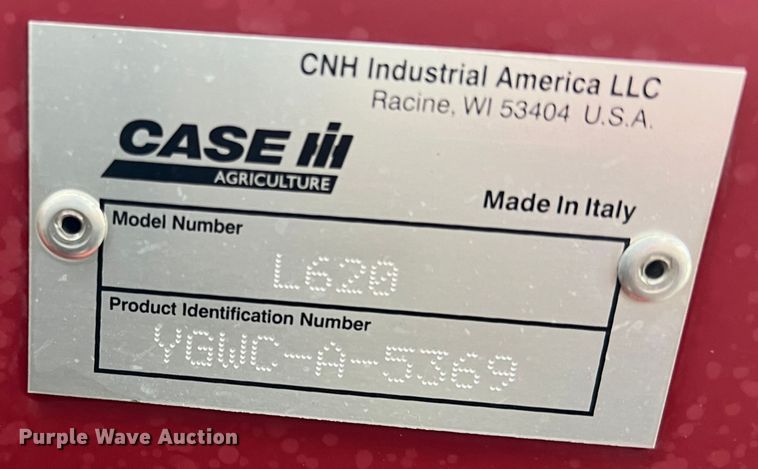 CNH Industrial America LLC
Racine, WI 53404 U.S.A.
CASE IH
AGRICULTURE
Made In Italy
Model Number
L620
Product Identification Number
YGWC-A-5369
Purple Wave Auction